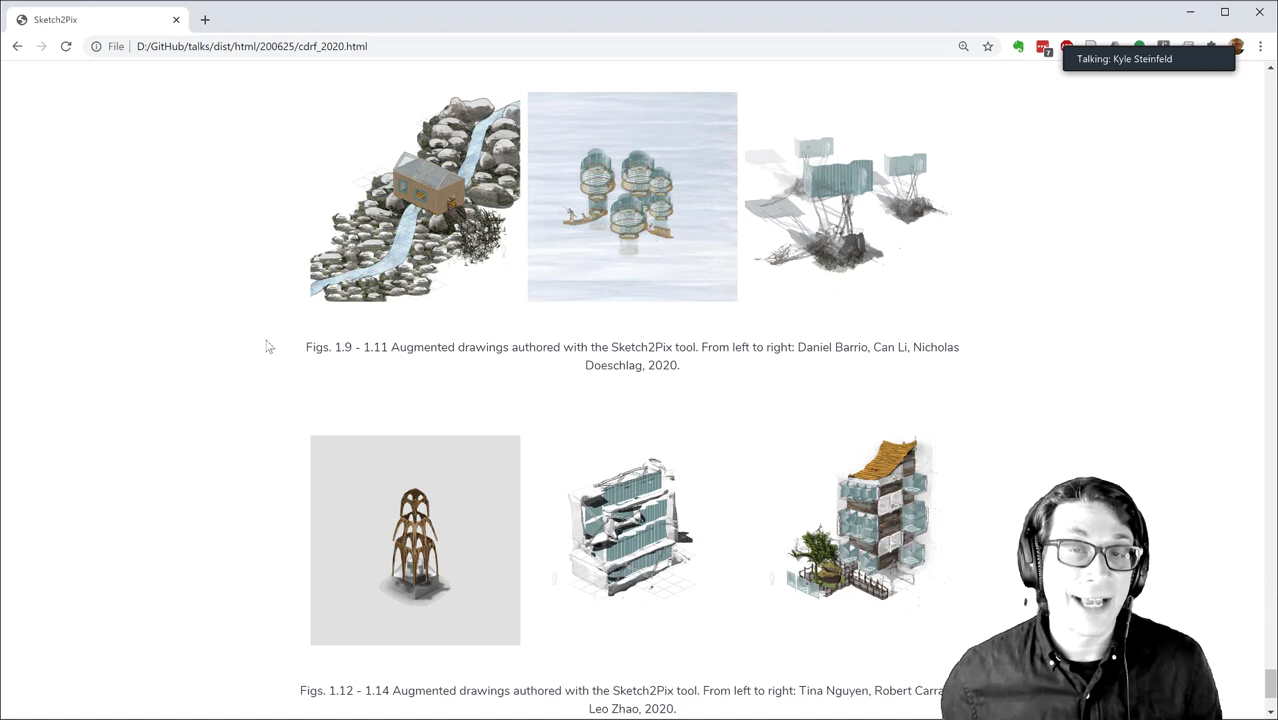 Sketch2Pix
File
D:/GitHub/talks/dist/html/200625/cdrf_2020.html
7
Talking: Kyle Steinfeld
Figs. 1.9 - 1.11 Augmented drawings authored with the Sketch2Pix tool. From left to right: Daniel Barrio, Can Li, Nicholas
Doeschlag, 2020.
Figs. 1.12 - 1.14 Augmented drawings authored with the Sketch2Pix tool. From left to right: Tina Nguyen, Robert
Leo Zhao, 2020.